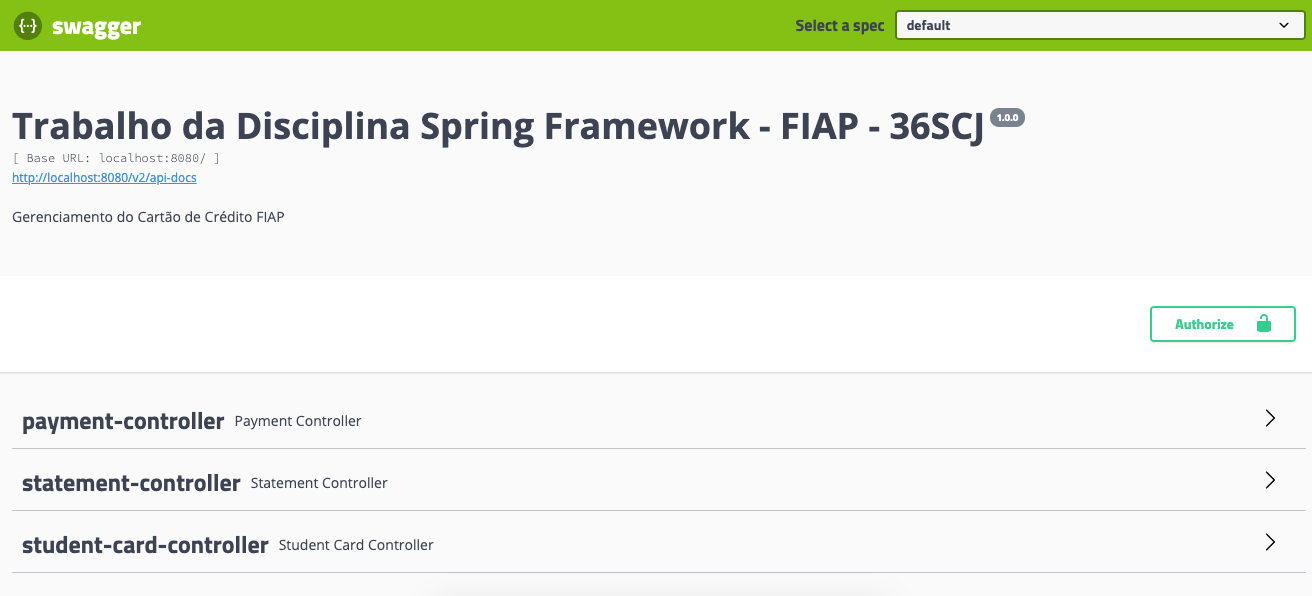 {···} swagger
Select a spec default
Trabalho da Disciplina Spring Framework - FIAP - 36SCJ 1.0.0
[ Base URL: localhost:8080/ ]
http://localhost:8080/v2/api-docs
Gerenciamento do Cartão de Crédito FIAP
Authorize
payment-controller Payment Controller
statement-controller Statement Controller
student-card-controller Student Card Controller